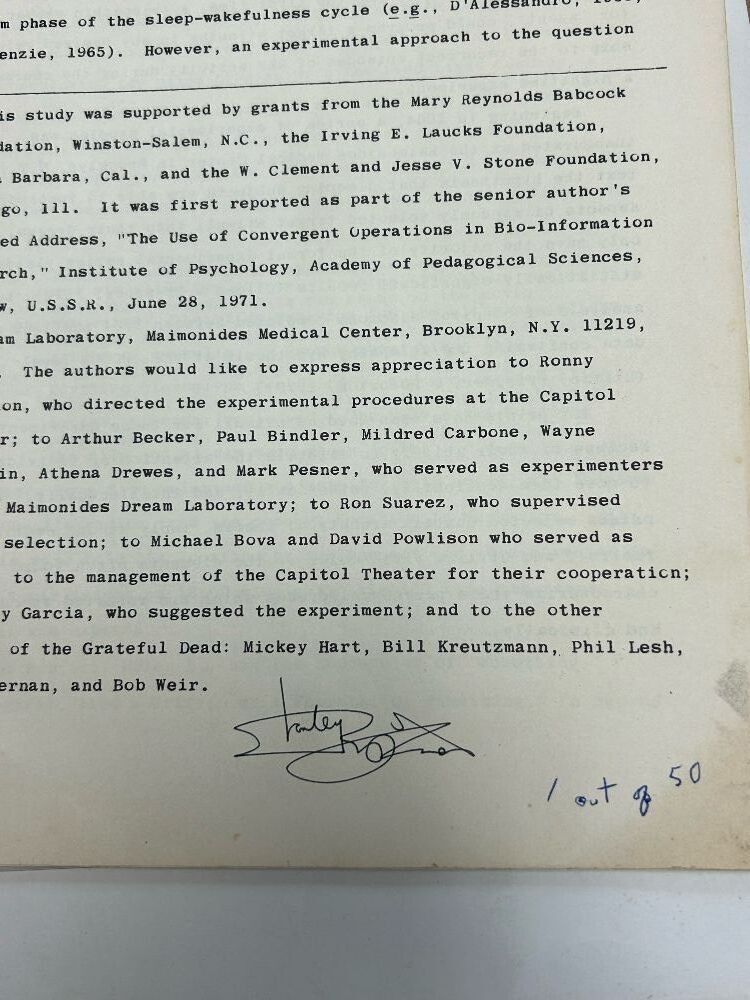 m phase of the sleep-wakefulness cycle (e.g., D'Alessandro,
enzie, 1965). However, an experimental approach to the question
is study was supported by grants from the Mary Reynolds Babcock
dation, Winston-Salem, N.C., the Irving E. Laucks Foundation,
Barbara, Cal., and the W. Clement and Jesse V. Stone Foundation,
go, Ill. It was first reported as part of the senior author's
ed Address, "The Use of Convergent Operations in Bio-Information
rch," Institute of Psychology, Academy of Pedagogical Sciences,
w, U.S.S.R., June 28, 1971.
am Laboratory, Maimonides Medical Center, Brooklyn, N.Y. 11219,
. The authors would like to express appreciation to Ronny
on, who directed the experimental procedures at the Capitol
r; to Arthur Becker, Paul Bindler, Mildred Carbone, Wayne
in, Athena Drewes, and Mark Pesner, who served as experimenters
Maimonides Dream Laboratory; to Ron Suarez, who supervised
selection; to Michael Bova and David Powlison who served as
to the management of the Capitol Theater for their cooperation;
y Garcia, who suggested the experiment; and to the other
of the Grateful Dead: Mickey Hart, Bill Kreutzmann, Phil Lesh,
ernan, and Bob Weir.
Stanley
1 out of 50